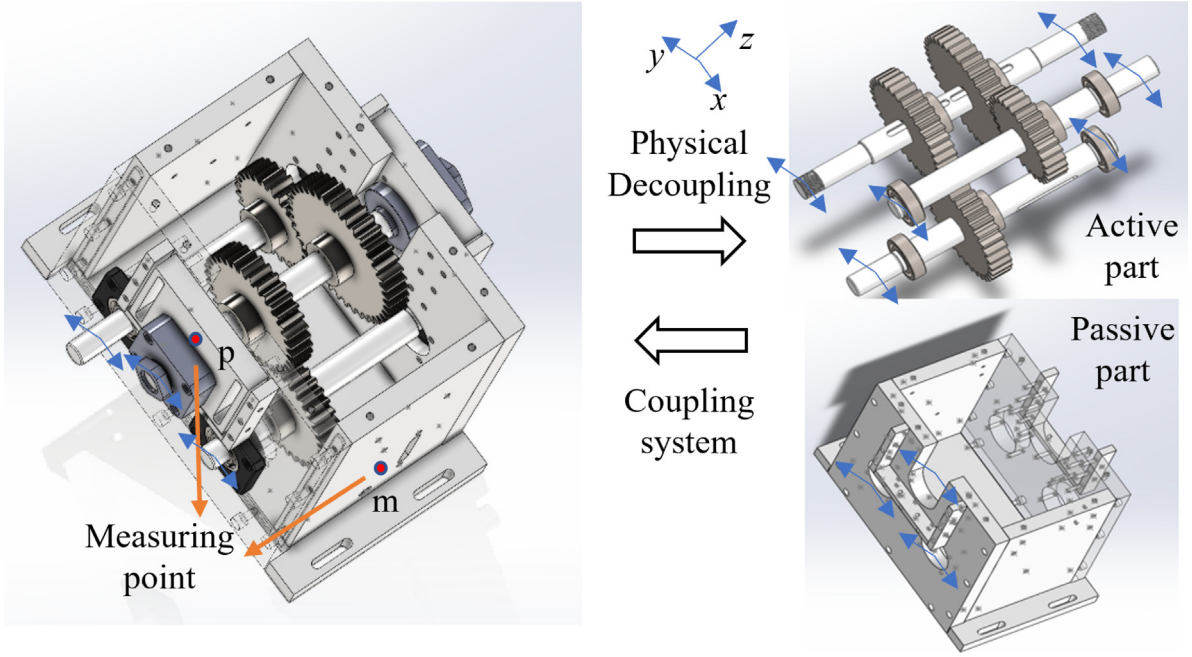 p
m
Measuring
point
y
z
x
Physical
Decoupling
Coupling
system
Active
part
Passive
part